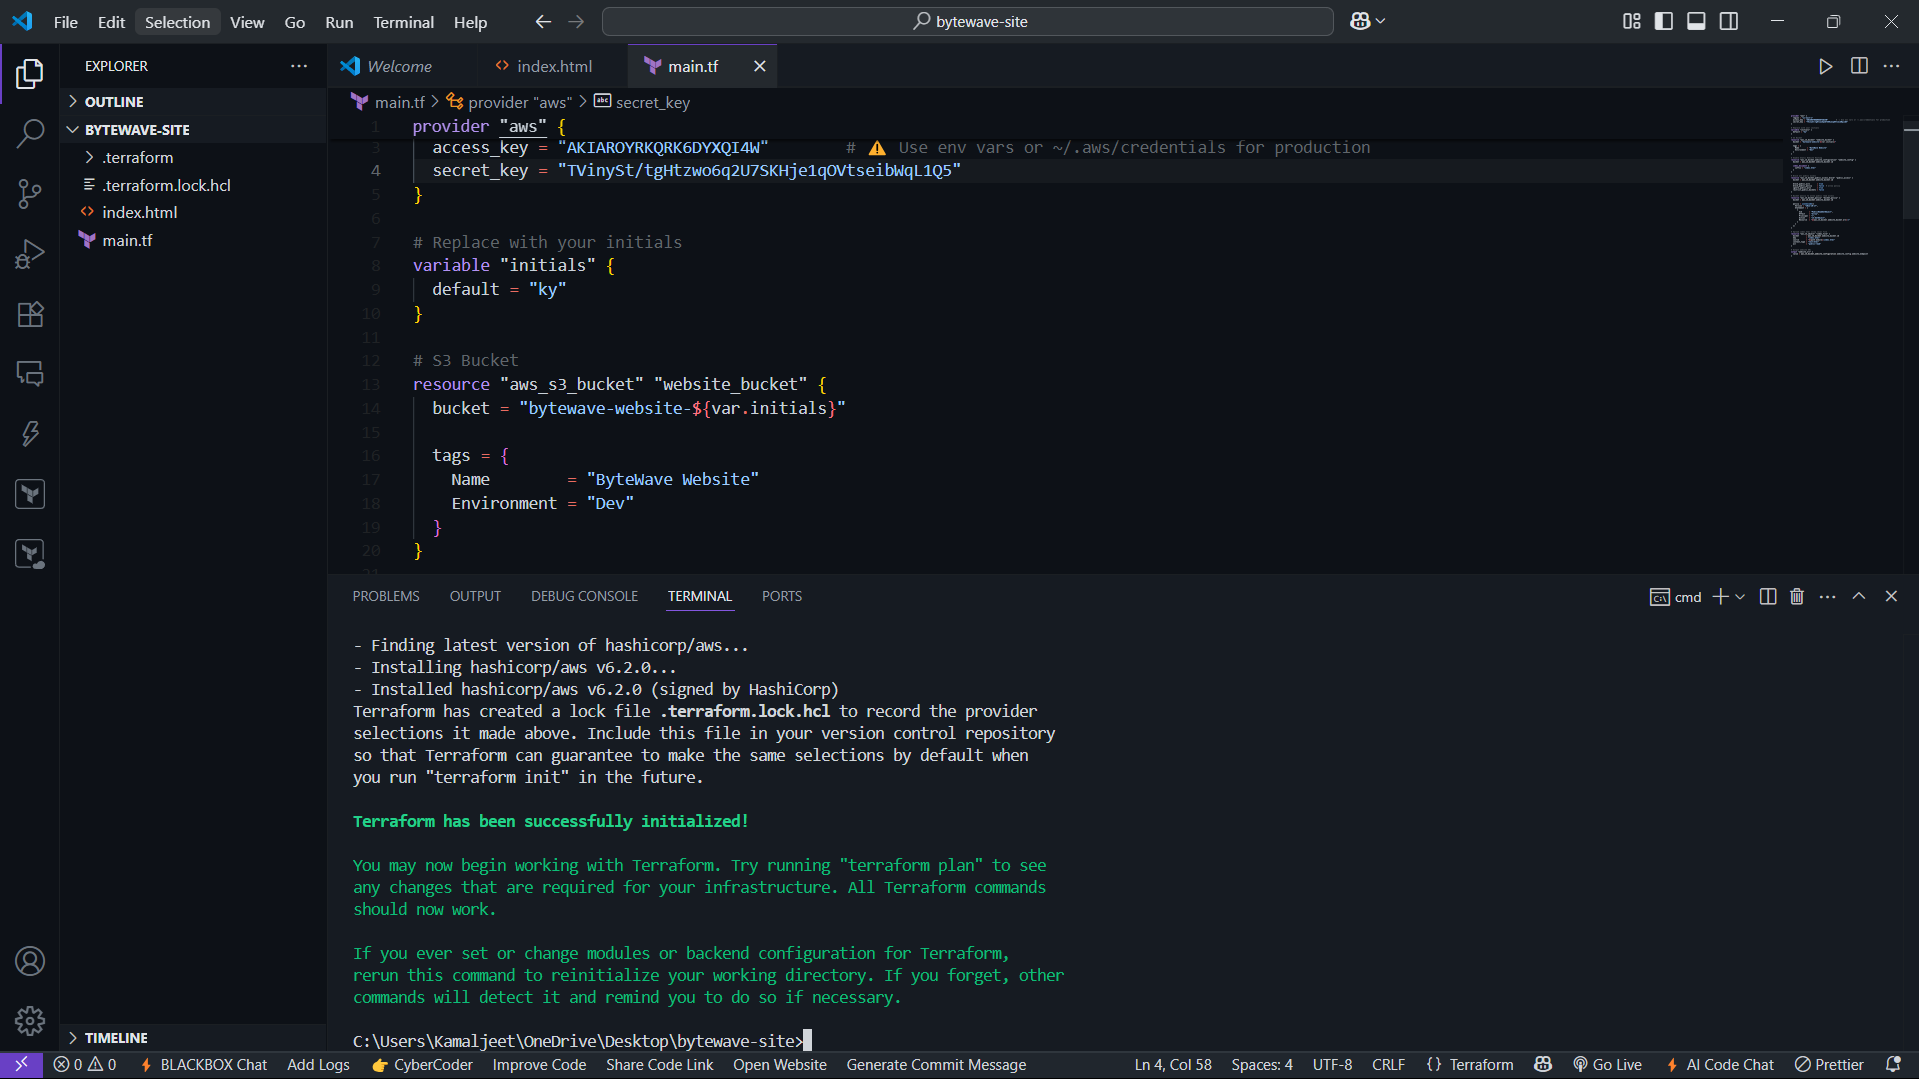 File Edit Selection View Go Run Terminal Help
bytewave-site
EXPLORER
Welcome
index.html
main.tf
OUTLINE
BYTEWAVE-SITE
.terraform
.terraform.lock.hcl
index.html
main.tf
TIMELINE
main.tf > provider "aws" > secret_key
1 provider "aws" {
3 access_key = "AKIAROYRKQRK6DYXQI4W" # ⚠ Use env vars or ~/.aws/credentials for production
4 secret_key = "TVinySt/tgHtzwo6q2U7SKHje1qOVtseibWqL1Q5"
5 }
6
7 # Replace with your initials
8 variable "initials" {
9 default = "ky"
10 }
11
12 # S3 Bucket
13 resource "aws_s3_bucket" "website_bucket" {
14 bucket = "bytewave-website-${var.initials}"
15
16 tags = {
17 Name = "ByteWave Website"
18 Environment = "Dev"
19 }
20 }
21
PROBLEMS OUTPUT DEBUG CONSOLE TERMINAL PORTS
cmd
- Finding latest version of hashicorp/aws...
- Installing hashicorp/aws v6.2.0...
- Installed hashicorp/aws v6.2.0 (signed by HashiCorp)
Terraform has created a lock file .terraform.lock.hcl to record the provider
selections it made above. Include this file in your version control repository
so that Terraform can guarantee to make the same selections by default when
you run "terraform init" in the future.
Terraform has been successfully initialized!
You may now begin working with Terraform. Try running "terraform plan" to see
any changes that are required for your infrastructure. All Terraform commands
should now work.
If you ever set or change modules or backend configuration for Terraform,
rerun this command to reinitialize your working directory. If you forget, other
commands will detect it and remind you to do so if necessary.
C:\Users\Kamaljeet\OneDrive\Desktop\bytewave-site>
0 0 BLACKBOX Chat Add Logs CyberCoder Improve Code Share Code Link Open Website Generate Commit Message Ln 4, Col 58 Spaces: 4 UTF-8 CRLF {} Terraform Go Live AI Code Chat Prettier